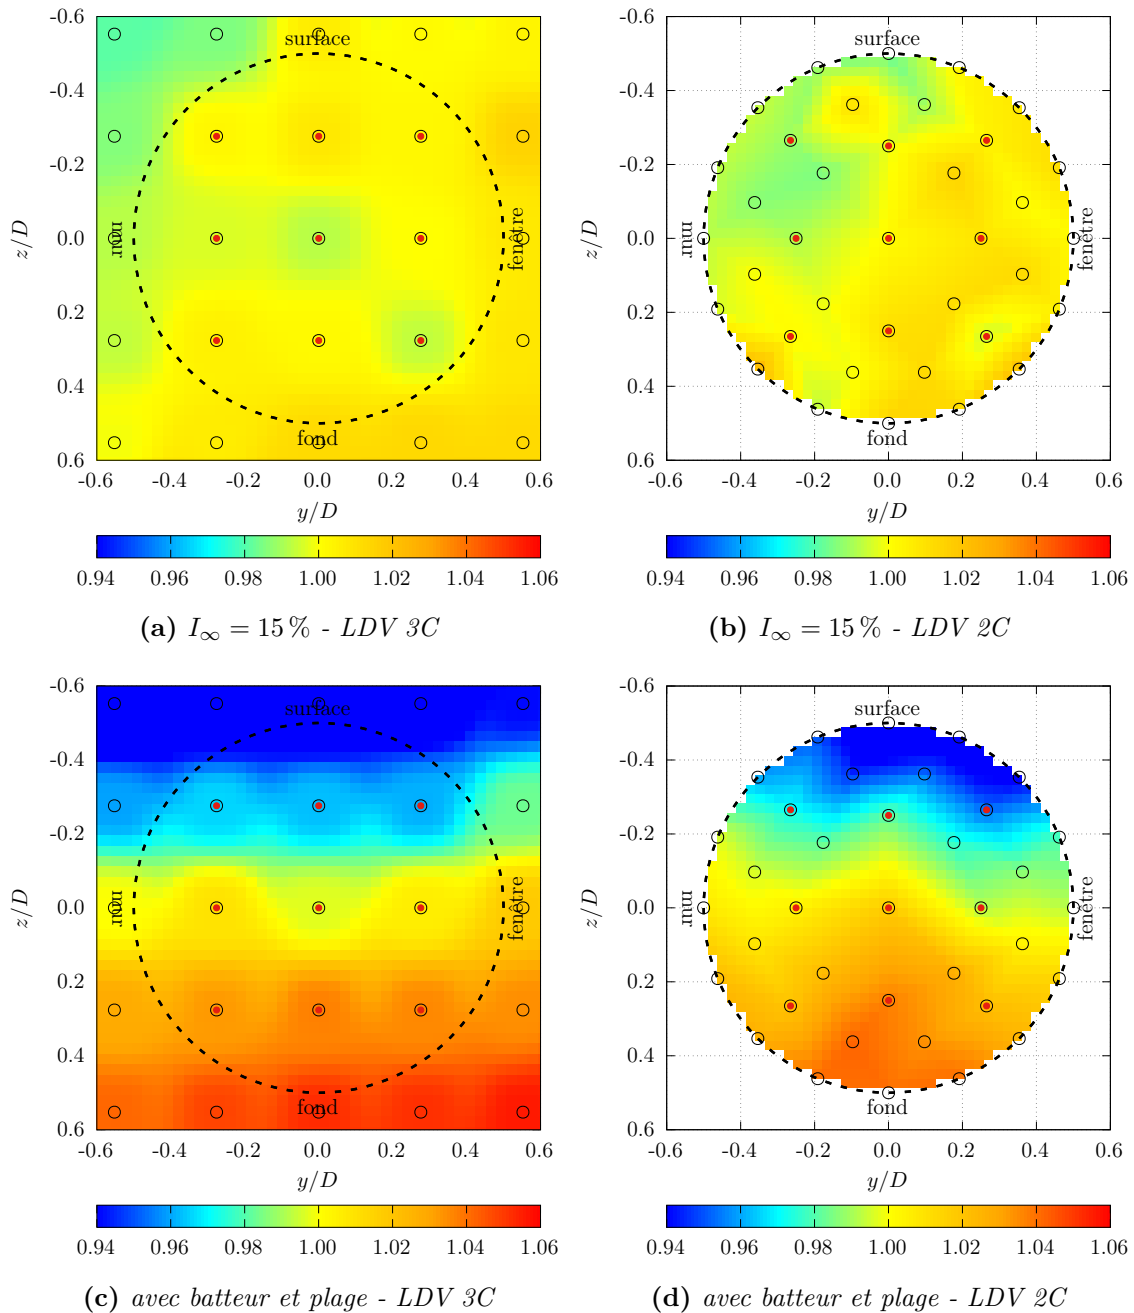 -0.6
-0.4
-0.2
0.0
0.2
0.4
0.6
z/D
surface
mur
fenêtre
fond
-0.6 -0.4 -0.2 0.0 0.2 0.4 0.6
y/D
0.94 0.96 0.98 1.00 1.02 1.04 1.06
(a) I∞ = 15 % - LDV 3C
-0.6
-0.4
-0.2
0.0
0.2
0.4
0.6
z/D
surface
mur
fenêtre
fond
-0.6 -0.4 -0.2 0.0 0.2 0.4 0.6
y/D
0.94 0.96 0.98 1.00 1.02 1.04 1.06
(b) I∞ = 15 % - LDV 2C
-0.6
-0.4
-0.2
0.0
0.2
0.4
0.6
z/D
surface
mur
fenêtre
fond
-0.6 -0.4 -0.2 0.0 0.2 0.4 0.6
y/D
0.94 0.96 0.98 1.00 1.02 1.04 1.06
(c) avec batteur et plage - LDV 3C
-0.6
-0.4
-0.2
0.0
0.2
0.4
0.6
z/D
surface
mur
fenêtre
fond
-0.6 -0.4 -0.2 0.0 0.2 0.4 0.6
y/D
0.94 0.96 0.98 1.00 1.02 1.04 1.06
(d) avec batteur et plage - LDV 2C